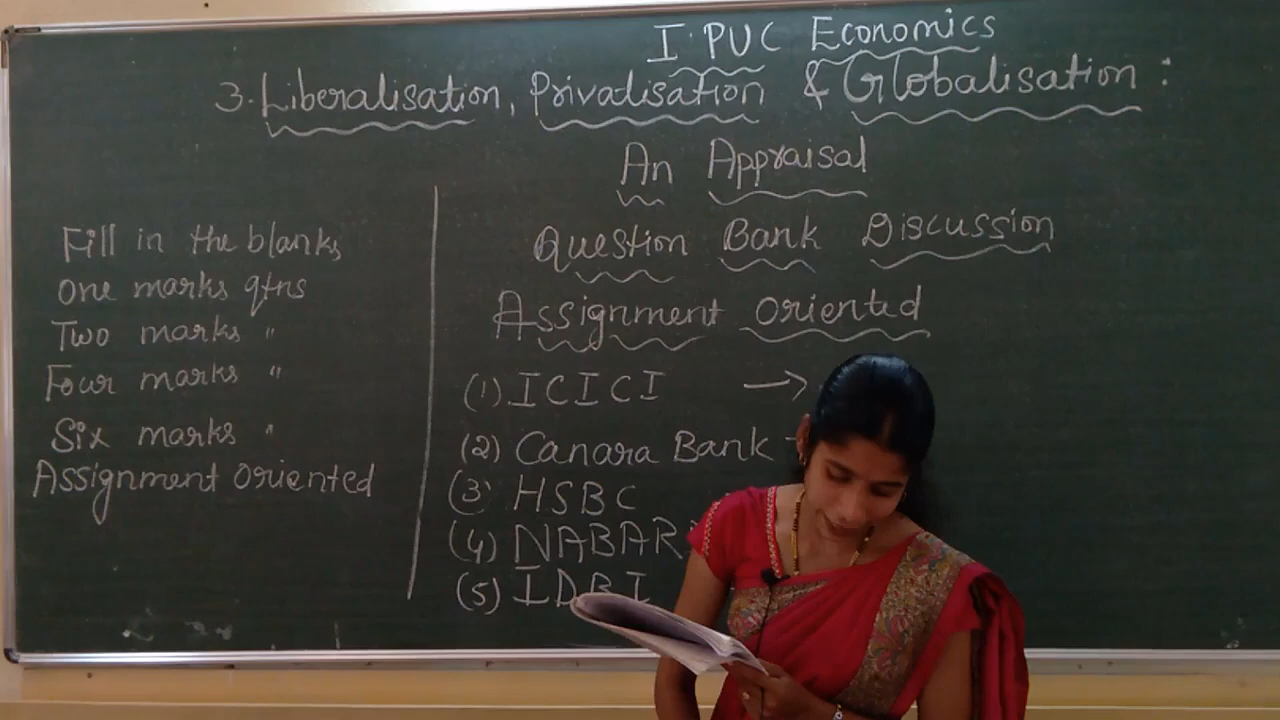 I PUC Economics
3. Liberalisation, Privatisation & Globalisation :
An Appraisal
Question Bank Discussion
Assignment oriented
(1) ICICI →
(2) Canara Bank
(3) HSBC
(4) NABAR
(5) IDBI
Fill in the blanks
One marks qtns
Two marks "
Four marks "
Six marks "
Assignment oriented